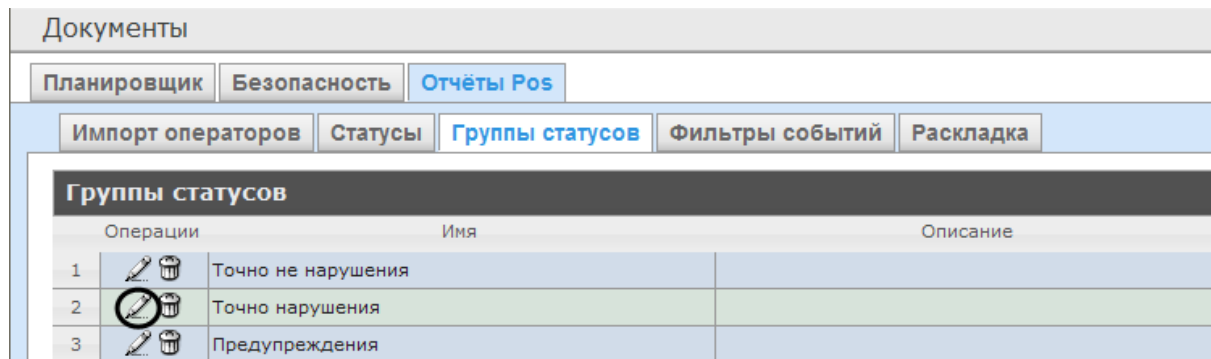 Документы
Планировщик Безопасность Отчёты Pos
Импорт операторов Статусы Группы статусов Фильтры событий Раскладка
Группы статусов
Операции Имя Описание
1 Точно не нарушения
2 Точно нарушения
3 Предупреждения